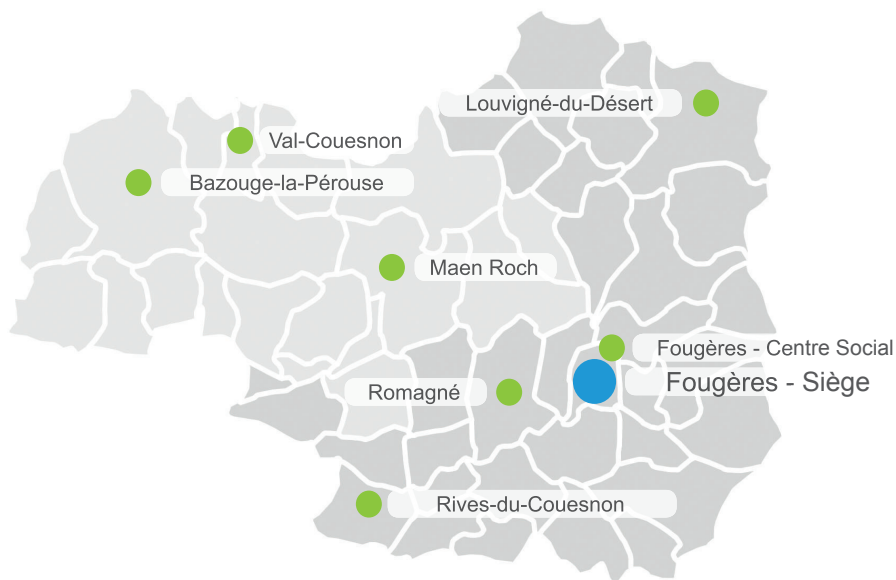 Louvigné-du-Désert
Val-Couesnon
Bazouge-la-Pérouse
Maen Roch
Fougères - Centre Social
Fougères - Siège
Romagné
Rives-du-Couesnon